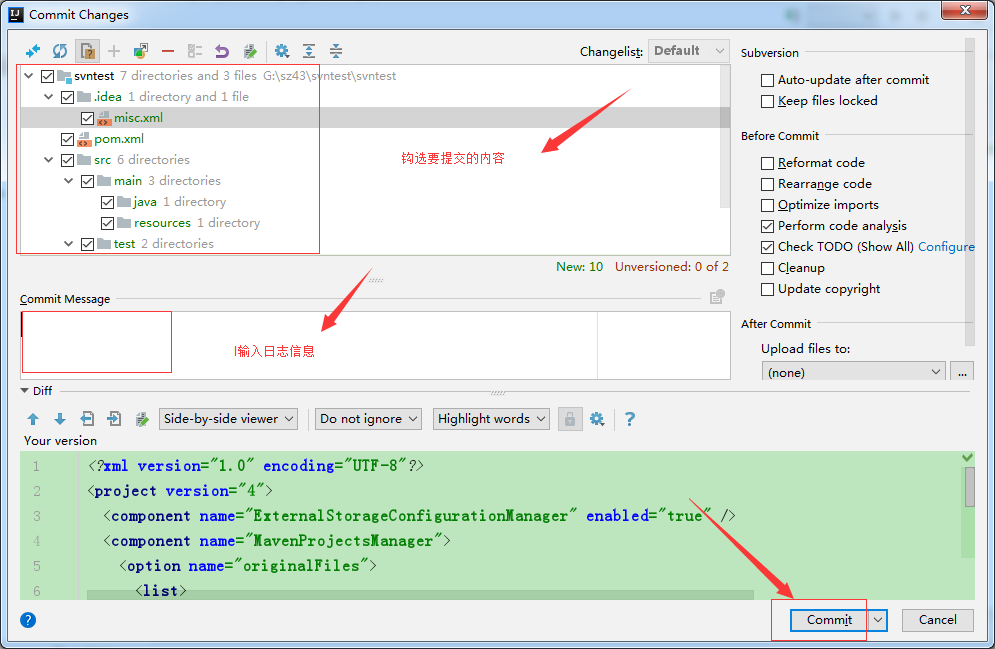 Commit Changes
Changelist: Default
svntest 7 directories and 3 files G:\sz43\svntest\svntest
.idea 1 directory and 1 file
misc.xml
pom.xml
src 6 directories
main 3 directories
java 1 directory
resources 1 directory
test 2 directories
钩选要提交的内容
New: 10 Unversioned: 0 of 2
Subversion
Auto-update after commit
Keep files locked
Before Commit
Reformat code
Rearrange code
Optimize imports
Perform code analysis
Check TODO (Show All) Configure
Cleanup
Update copyright
After Commit
Upload files to:
(none)
...
Commit Message
l输入日志信息
Diff
Side-by-side viewer Do not ignore Highlight words ?
Your version
1 <?xml version="1.0" encoding="UTF-8"?>
2 <project version="4">
3 <component name="ExternalStorageConfigurationManager" enabled="true" />
4 <component name="MavenProjectsManager">
5 <option name="originalFiles">
6 <list>
? Commit Cancel